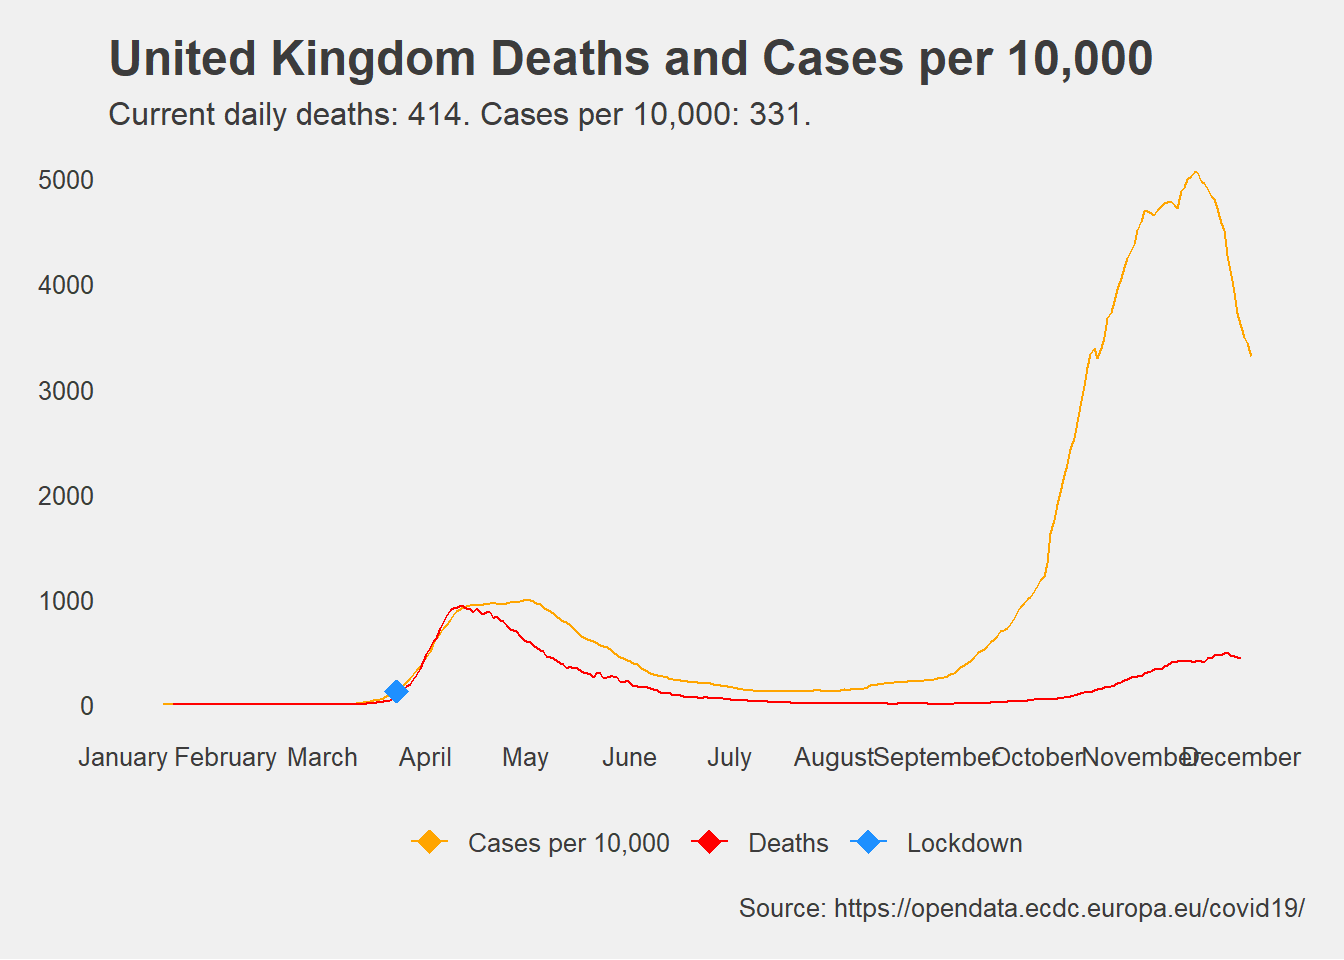 United Kingdom Deaths and Cases per 10,000
Current daily deaths: 414. Cases per 10,000: 331.
5000
4000
3000
2000
1000
0
January February March April May June July August September October November December
Cases per 10,000 Deaths Lockdown
Source: https://opendata.ecdc.europa.eu/covid19/